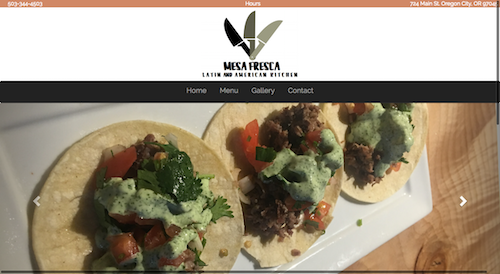 503-344-4503 Hours 724 Main St. Oregon City, OR 97045
MESA FRESCA
LATIN AND AMERICAN KITCHEN
Home Menu Gallery Contact